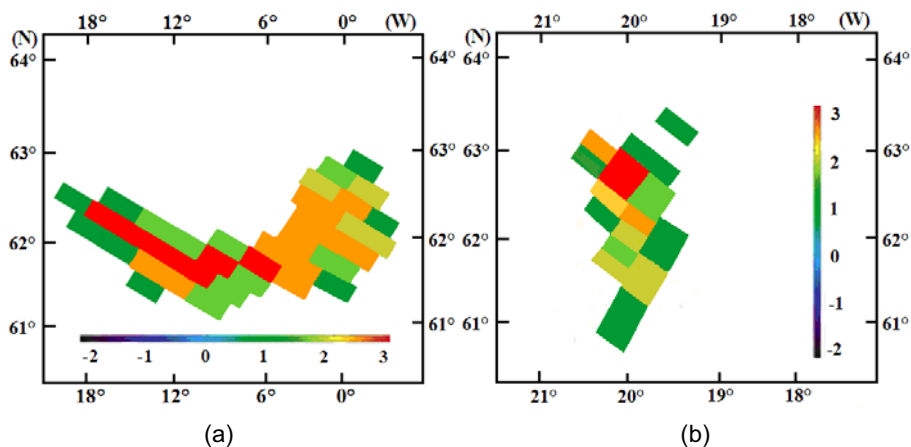 18° 12° 6° 0° (W)
(N)
64° 64°
63° 63°
62° 62°
61° 61°
-2 -1 0 1 2 3
18° 12° 6° 0°
(a)
21° 20° 19° 18° (W)
(N)
64° 64°
63° 63°
62° 62°
61° 61°
3
2
1
0
-1
-2
21° 20° 19° 18°
(b)